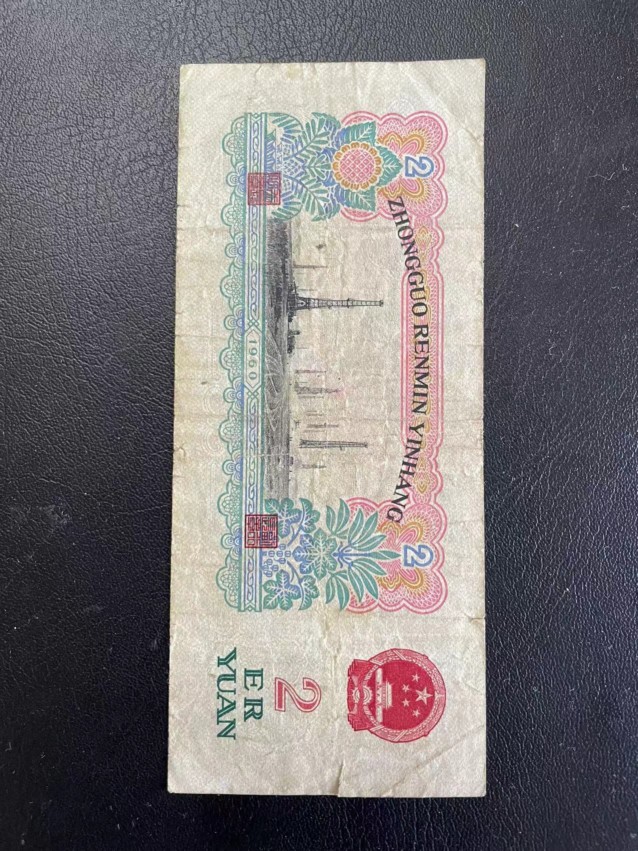 ZHONGGUO RENMIN YINHANG
2
2
1960
2
ER
YUAN